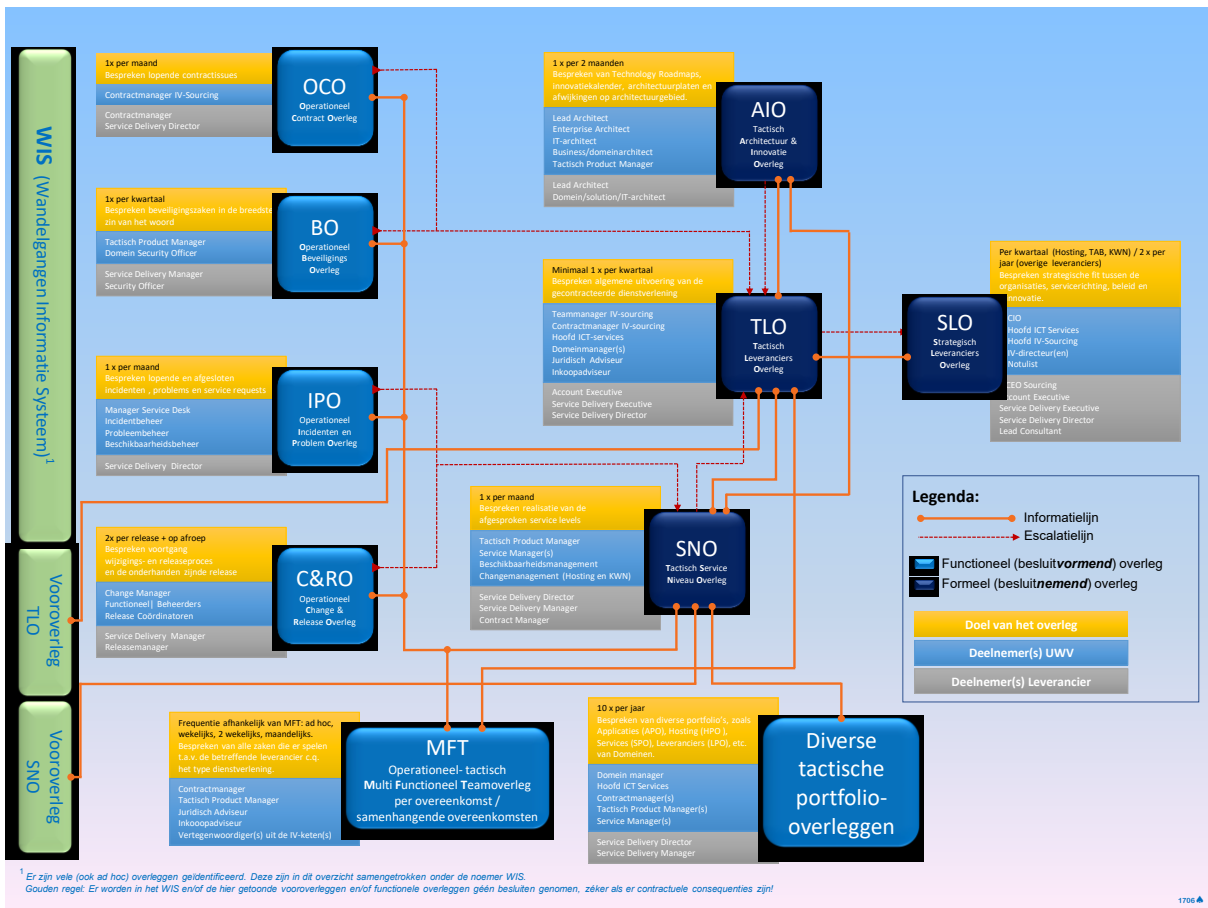 WIS (Wandelgangen Informatie Systeem)1
Vooroverleg
TLO
Vooroverleg
SNO
1x per maand
Bespreken lopende contractissues
Contractmanager IV-Sourcing
Contractmanager
Service Delivery Director
OCO
Operationeel
Contract Overleg
1x per kwartaal
Bespreken beveiligingszaken in de breedste
zin van het woord
Tactisch Product Manager
Domein Security Officer
Service Delivery Manager
Security Officer
BO
Operationeel
Beveiligings
Overleg
1 x per maand
Bespreken lopende en afgesloten
incidenten , problems en service requests
Manager Service Desk
Incidentbeheer
Probleembeheer
Beschikbaarheidsbeheer
Service Delivery Director
IPO
Operationeel
Incidenten en
Problem Overleg
2x per release + op afroep
Bespreken voortgang
wijzigings- en releaseproces
en de onderhanden zijnde release
Change Manager
Functioneel| Beheerders
Release Coördinatoren
Service Delivery Manager
Releasemanager
C&RO
Operationeel
Change &
Release Overleg
1 x per 2 maanden
Bespreken van Technology Roadmaps,
innovatiekalender, architectuurplaten en
afwijkingen op architectuurgebied.
Lead Architect
Enterprise Architect
IT-architect
Business/domeinarchitect
Tactisch Product Manager
Lead Architect
Domein/solution/IT-architect
AIO
Tactisch
Architectuur &
Innovatie
Overleg
Minimaal 1 x per kwartaal
Bespreken algemene uitvoering van de
gecontracteerde dienstverlening
Teammanager IV-sourcing
Contractmanager IV-sourcing
Hoofd ICT-services
Domeinmanager(s)
Juridisch Adviseur
Inkoopadviseur
Account Executive
Service Delivery Executive
Service Delivery Director
TLO
Tactisch
Leveranciers
Overleg
SLO
Strategisch
Leveranciers
Overleg
Per kwartaal (Hosting, TAB, KWN) / 2 x per
jaar (overige leveranciers)
Bespreken strategische fit tussen de
organisaties, servicerichting, beleid en
innovatie.
CIO
Hoofd ICT Services
Hoofd IV-Sourcing
IV-directeur(en)
Notulist
CEO Sourcing
Account Executive
Service Delivery Executive
Service Delivery Director
Lead Consultant
1 x per maand
Bespreken realisatie van de
afgesproken service levels
Tactisch Product Manager
Service Manager(s)
Beschikbaarheidsmanagement
Changemanagement (Hosting en KWN)
Service Delivery Director
Service Delivery Manager
Contract Manager
SNO
Tactisch Service
Niveau Overleg
Legenda:
Informatielijn
Escalatielijn
Functioneel (besluitvormend) overleg
Formeel (besluitnemend) overleg
Doel van het overleg
Deelnemer(s) UWV
Deelnemer(s) Leverancier
Frequentie afhankelijk van MFT: ad hoc,
wekelijks, 2 wekelijks, maandelijks.
Bespreken van alle zaken die er spelen
t.a.v. de betreffende leverancier c.q.
het type dienstverlening.
Contractmanager
Tactisch Product Manager
Juridisch Adviseur
Inkooopadviseur
Vertegenwoordiger(s) uit de IV-keten(s)
MFT
Operationeel- tactisch
Multi Functioneel Teamoverleg
per overeenkomst /
samenhangende overeenkomsten
10 x per jaar
Bespreken van diverse portfolio's, zoals
Applicaties (APO), Hosting (HPO ),
Services (SPO), Leveranciers (LPO), etc.
van Domeinen.
Domein manager
Hoofd ICT Services
Contractmanager(s)
Tactisch Product Manager(s)
Service Manager(s)
Service Delivery Director
Service Delivery Manager
Diverse
tactische
portfolio-
overleggen
1 Er zijn vele (ook ad hoc) overleggen geïdentificeerd. Deze zijn in dit overzicht samengetrokken onder de noemer WIS.
Gouden regel: Er worden in het WIS en/of de hier getoonde vooroverleggen en/of functionele overleggen géén besluiten genomen, zéker als er contractuele consequenties zijn!
1706